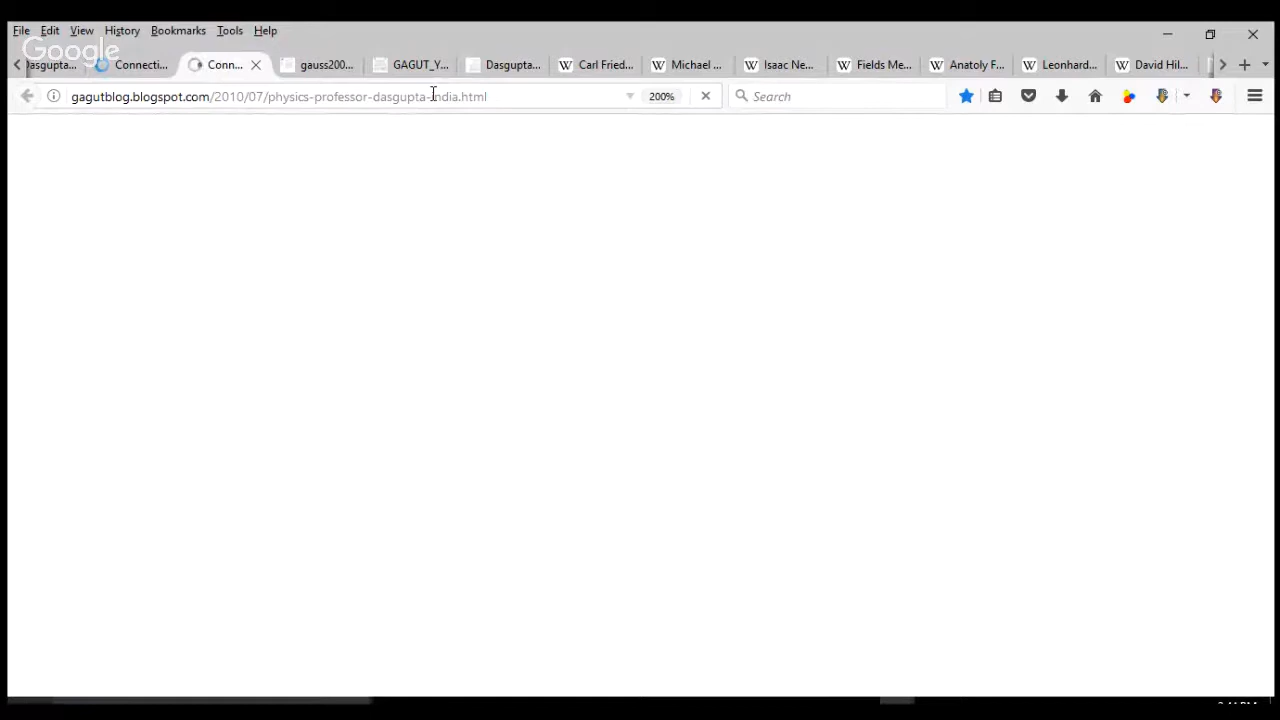 File Edit View History Bookmarks Tools Help
Google
Dasgupta... Connecti... Conn... gauss200... GAGUT_Y... Dasgupta... Carl Fried... Michael ... Isaac Ne... Fields Me... Anatoly F... Leonhard... David Hil...
gagutblog.blogspot.com/2010/07/physics-professor-dasgupta-india.html 200% Search